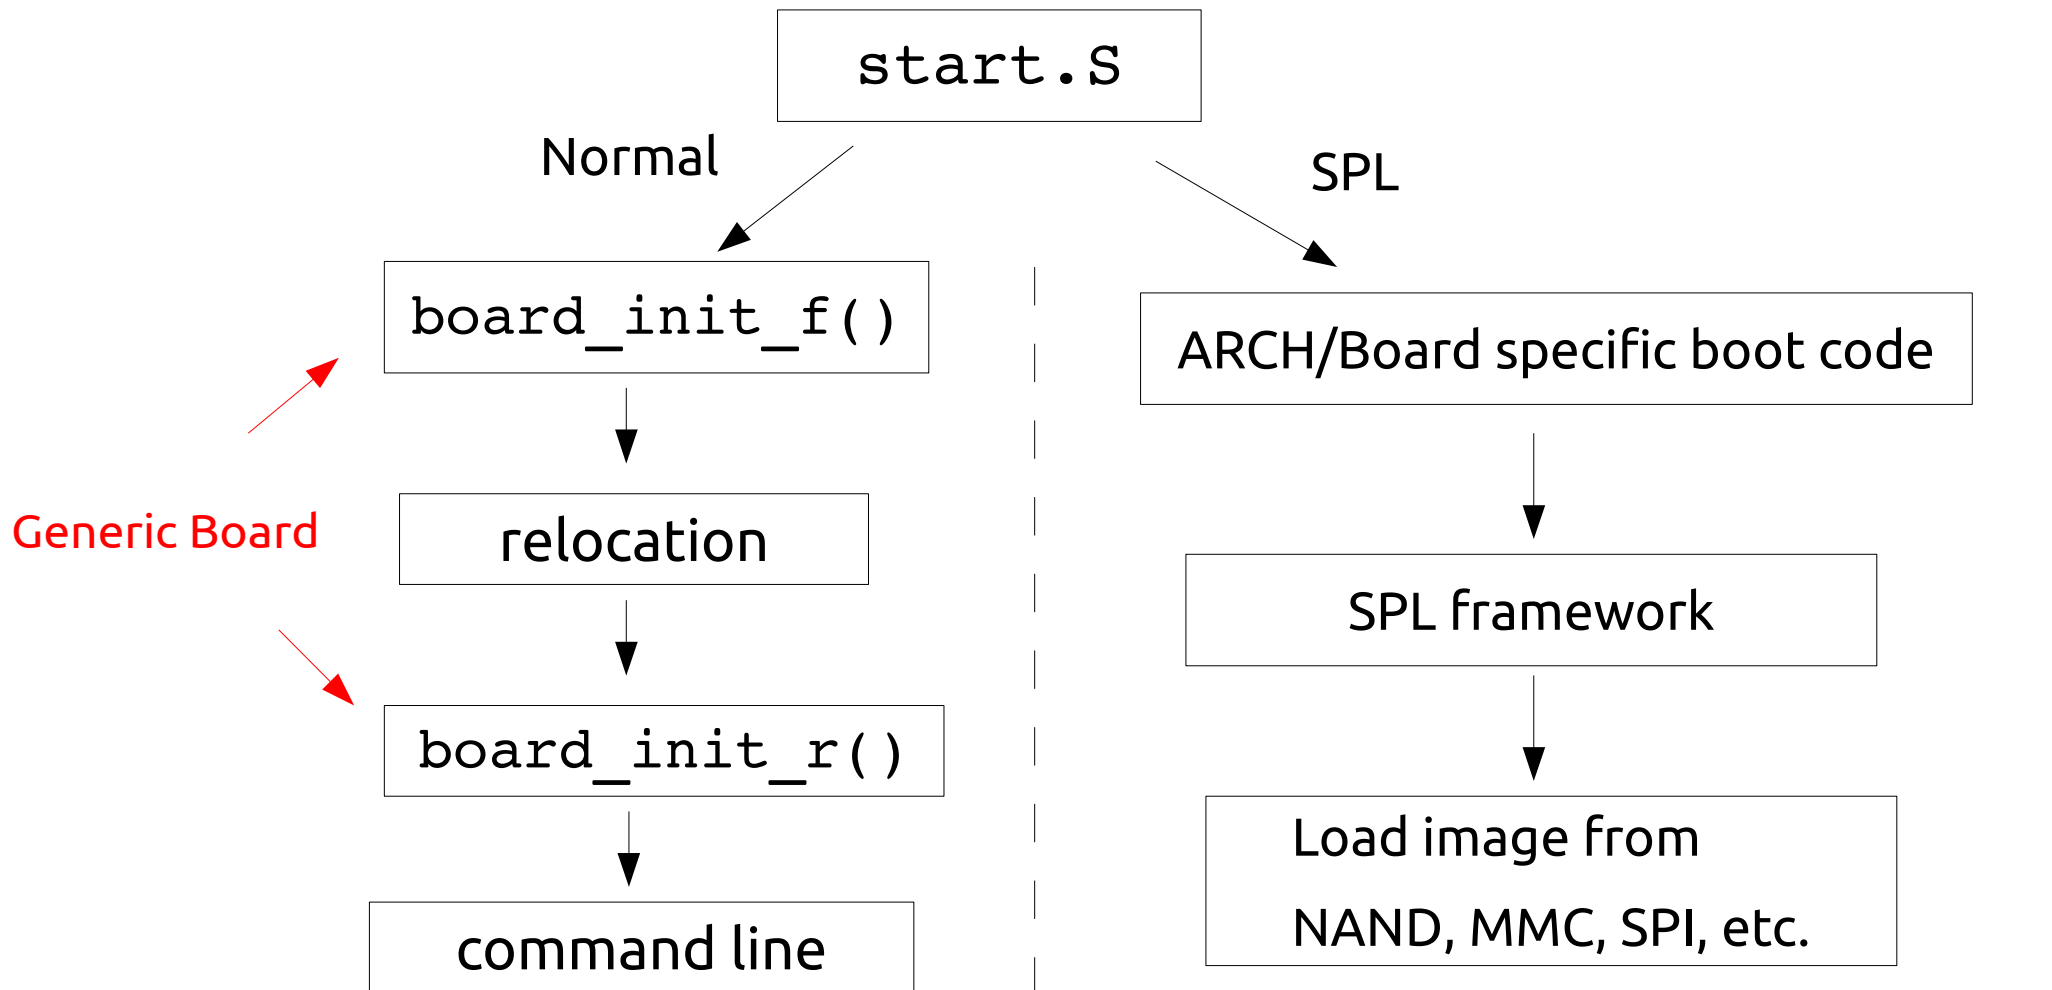 start.S
Normal
SPL
board_init_f()
ARCH/Board specific boot code
Generic Board
relocation
SPL framework
board_init_r()
Load image from
NAND, MMC, SPI, etc.
command line